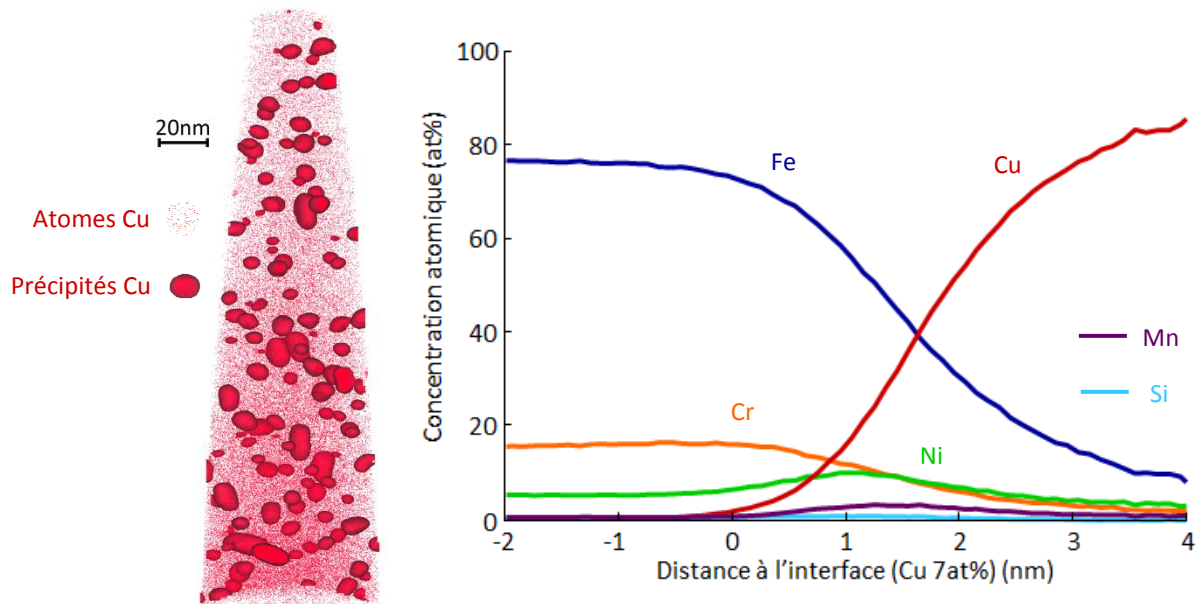 20nm
Atomes Cu
Précipités Cu
Concentration atomique (at%)
100
80
60
40
20
0
-2
-1
0
1
2
3
4
Distance à l'interface (Cu 7at%) (nm)
Fe
Cu
Cr
Ni
Mn
Si